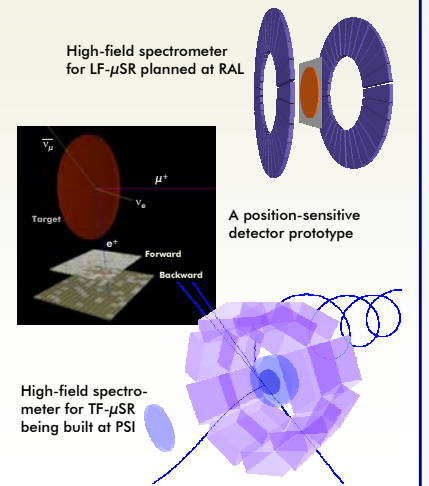 High-field spectrometer
for LF-μSR planned at RAL
ν̅μ
μ⁺
νe
Target
A position-sensitive
detector prototype
e⁺
Forward
Backward
High-field spectro-
meter for TF-μSR
being built at PSI